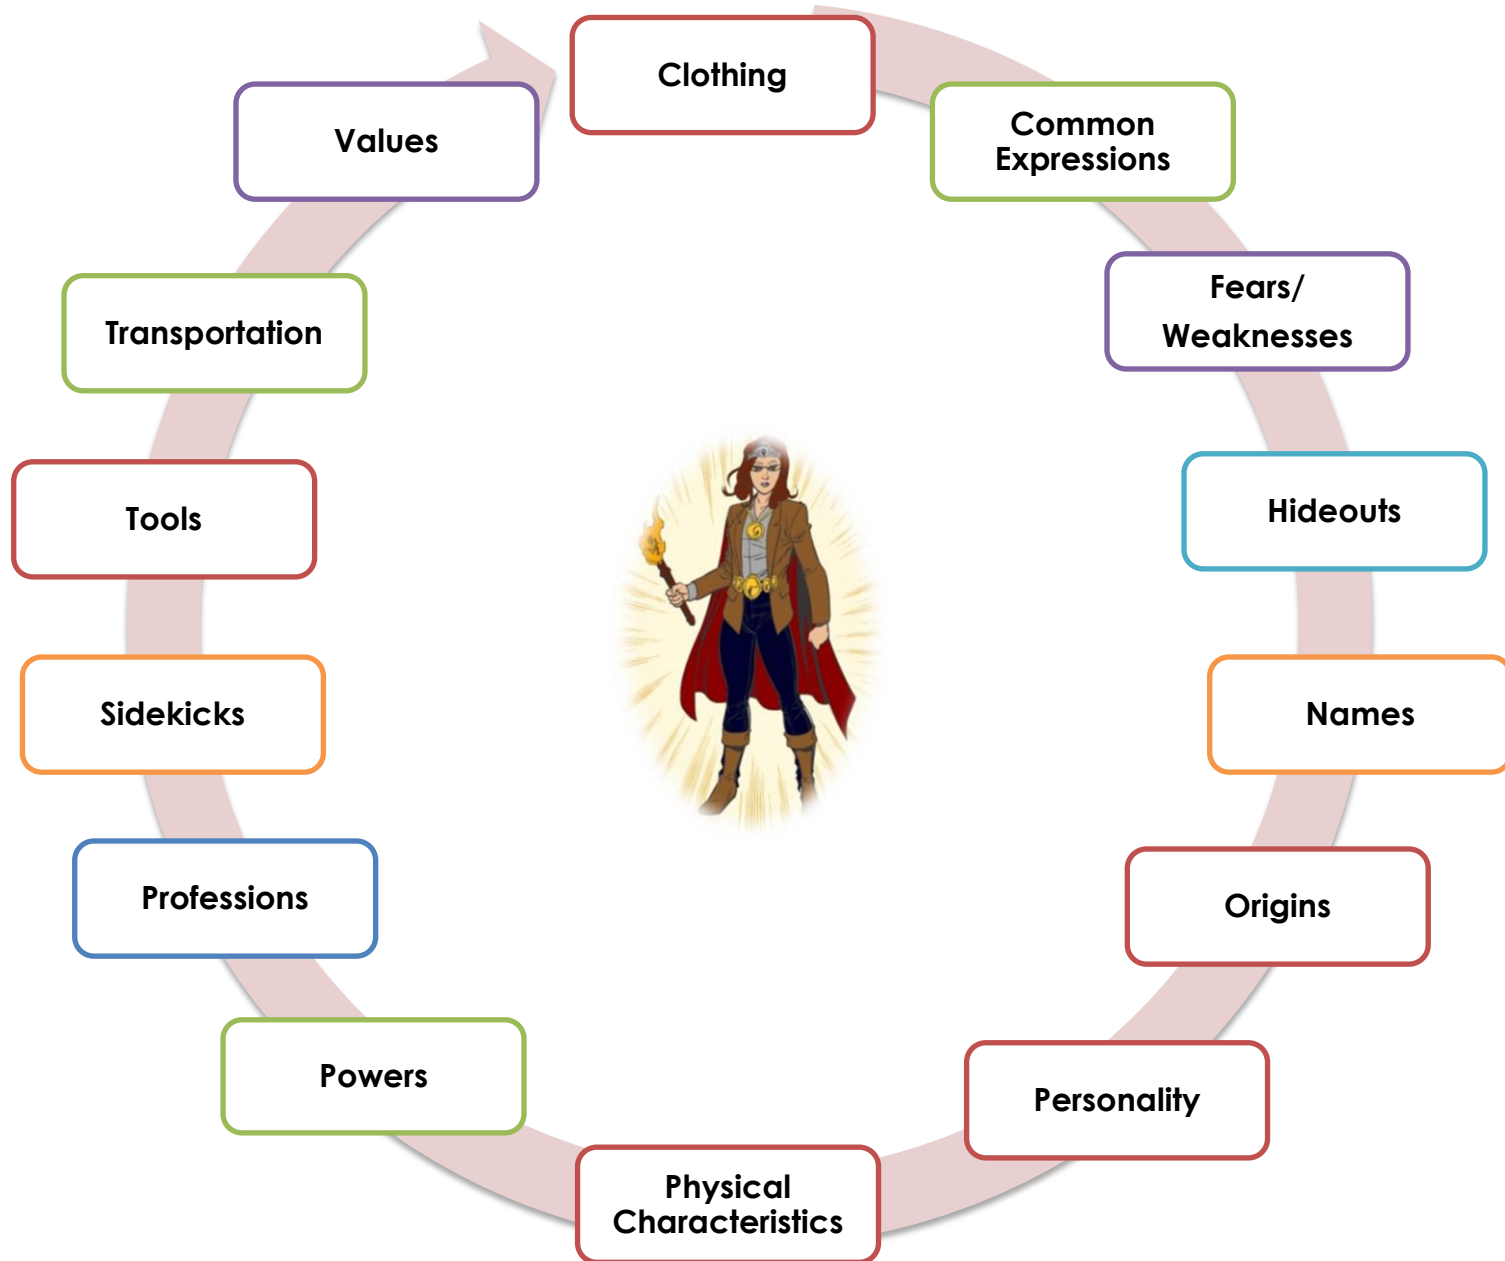 Clothing
Common
Expressions
Fears/
Weaknesses
Hideouts
Names
Origins
Personality
Physical
Characteristics
Powers
Professions
Sidekicks
Tools
Transportation
Values